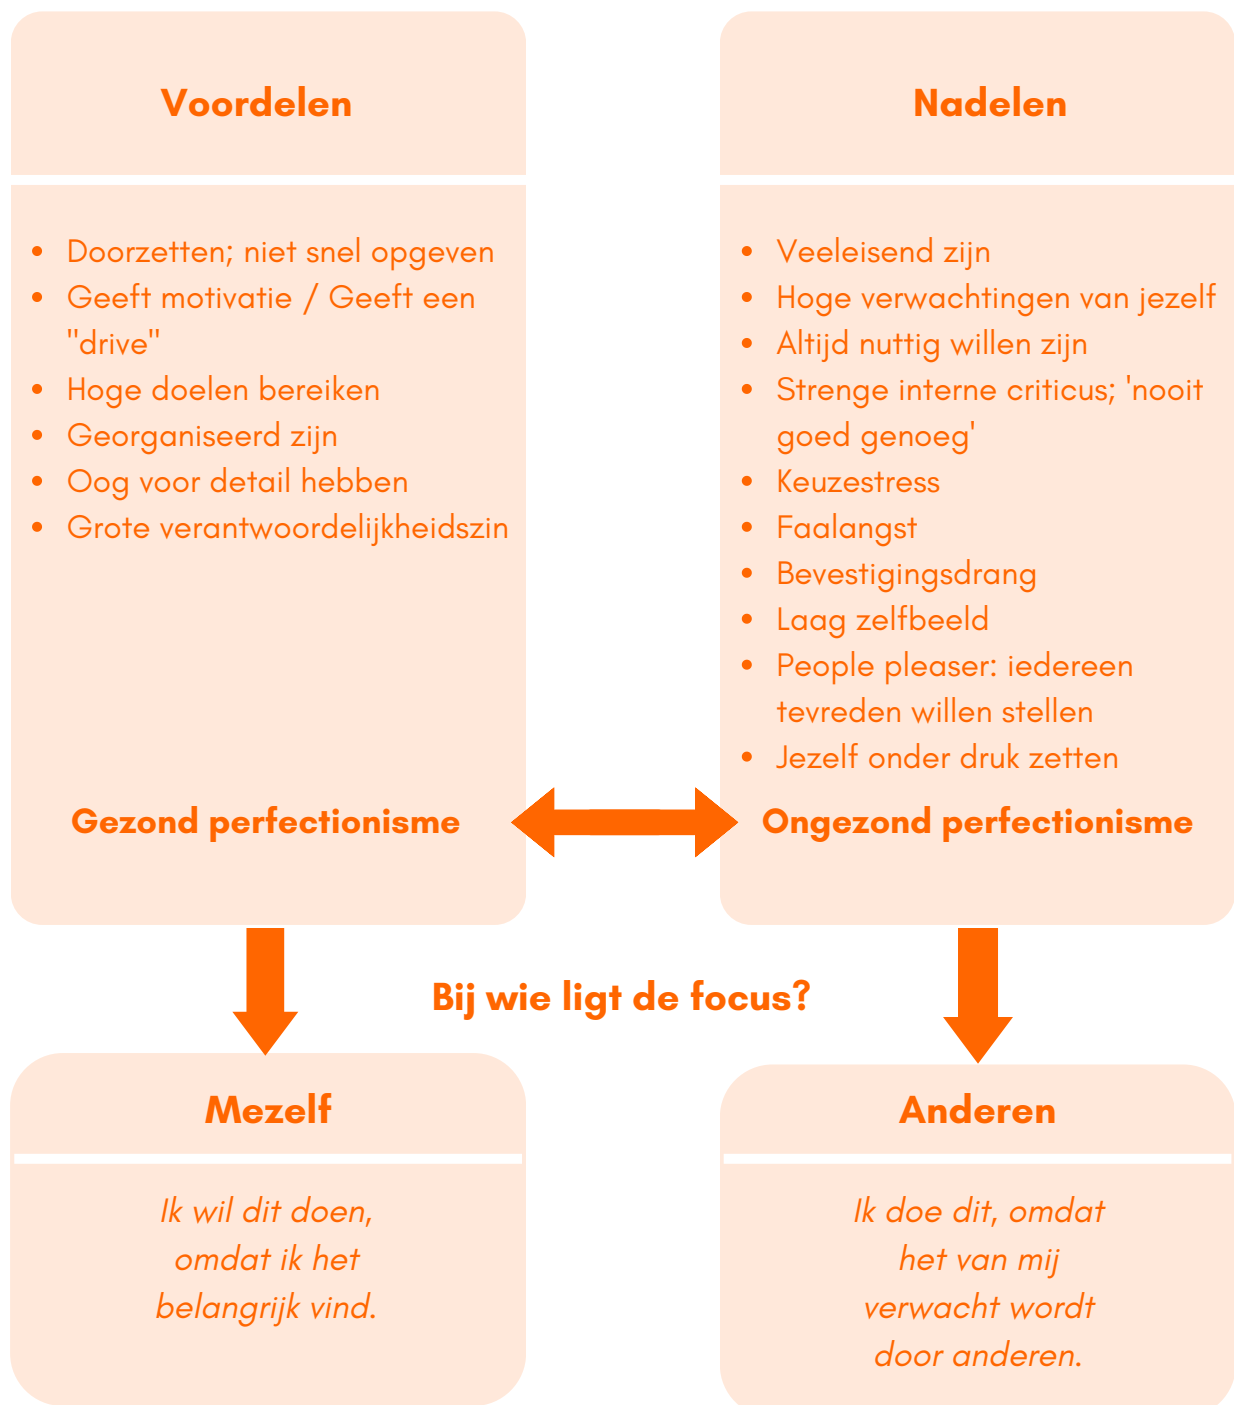 Voordelen
Doorzetten; niet snel opgeven
Geeft motivatie / Geeft een
"drive"
Hoge doelen bereiken
Georganiseerd zijn
Oog voor detail hebben
Grote verantwoordelijkheidszin
Gezond perfectionisme
Nadelen
Veeleisend zijn
Hoge verwachtingen van jezelf
Altijd nuttig willen zijn
Strenge interne criticus; 'nooit
goed genoeg'
Keuzestress
Faalangst
Bevestigingsdrang
Laag zelfbeeld
People pleaser: iedereen
tevreden willen stellen
Jezelf onder druk zetten
Ongezond perfectionisme
Bij wie ligt de focus?
Mezelf
Ik wil dit doen,
omdat ik het
belangrijk vind.
Anderen
Ik doe dit, omdat
het van mij
verwacht wordt
door anderen.